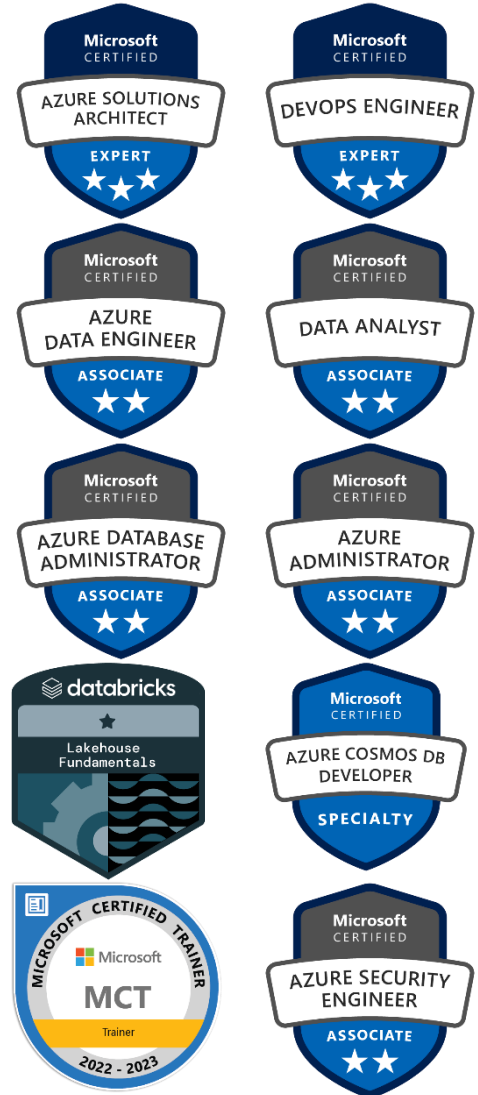 Microsoft
CERTIFIED
AZURE SOLUTIONS
ARCHITECT
EXPERT
Microsoft
CERTIFIED
DEVOPS ENGINEER
EXPERT
Microsoft
CERTIFIED
AZURE
DATA ENGINEER
ASSOCIATE
Microsoft
CERTIFIED
DATA ANALYST
ASSOCIATE
Microsoft
CERTIFIED
AZURE DATABASE
ADMINISTRATOR
ASSOCIATE
Microsoft
CERTIFIED
AZURE
ADMINISTRATOR
ASSOCIATE
databricks
Lakehouse
Fundamentals
Microsoft
CERTIFIED
AZURE COSMOS DB
DEVELOPER
SPECIALTY
MICROSOFT CERTIFIED TRAINER
Microsoft
MCT
Trainer
2022 - 2023
Microsoft
CERTIFIED
AZURE SECURITY
ENGINEER
ASSOCIATE